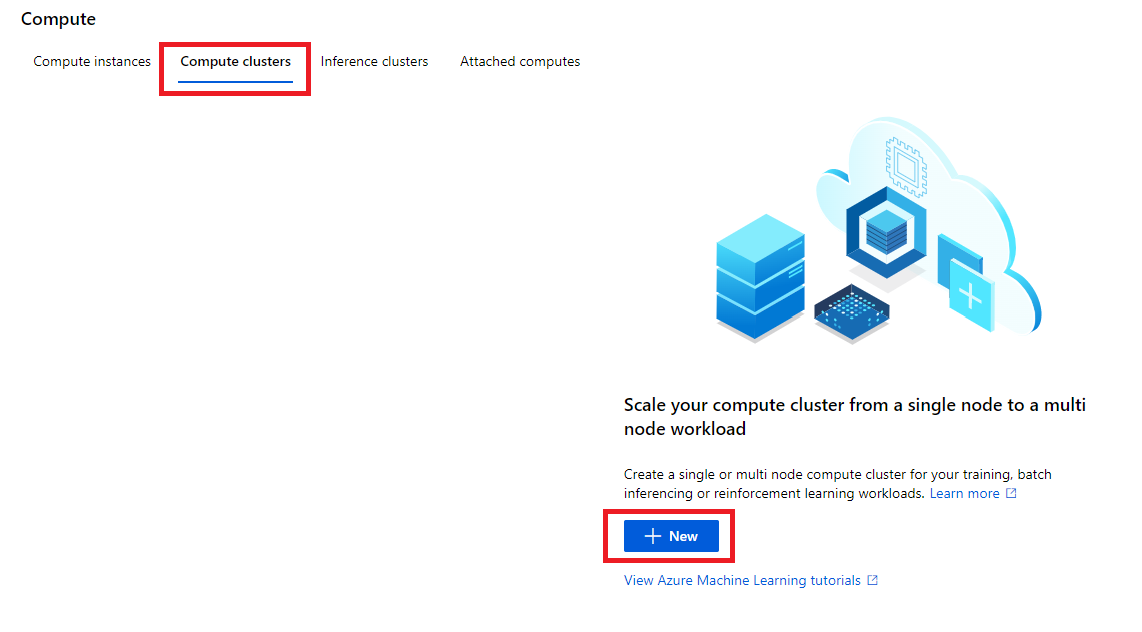 Compute
Compute instances Compute clusters Inference clusters Attached computes
Scale your compute cluster from a single node to a multi
node workload
Create a single or multi node compute cluster for your training, batch
inferencing or reinforcement learning workloads. Learn more
New
View Azure Machine Learning tutorials